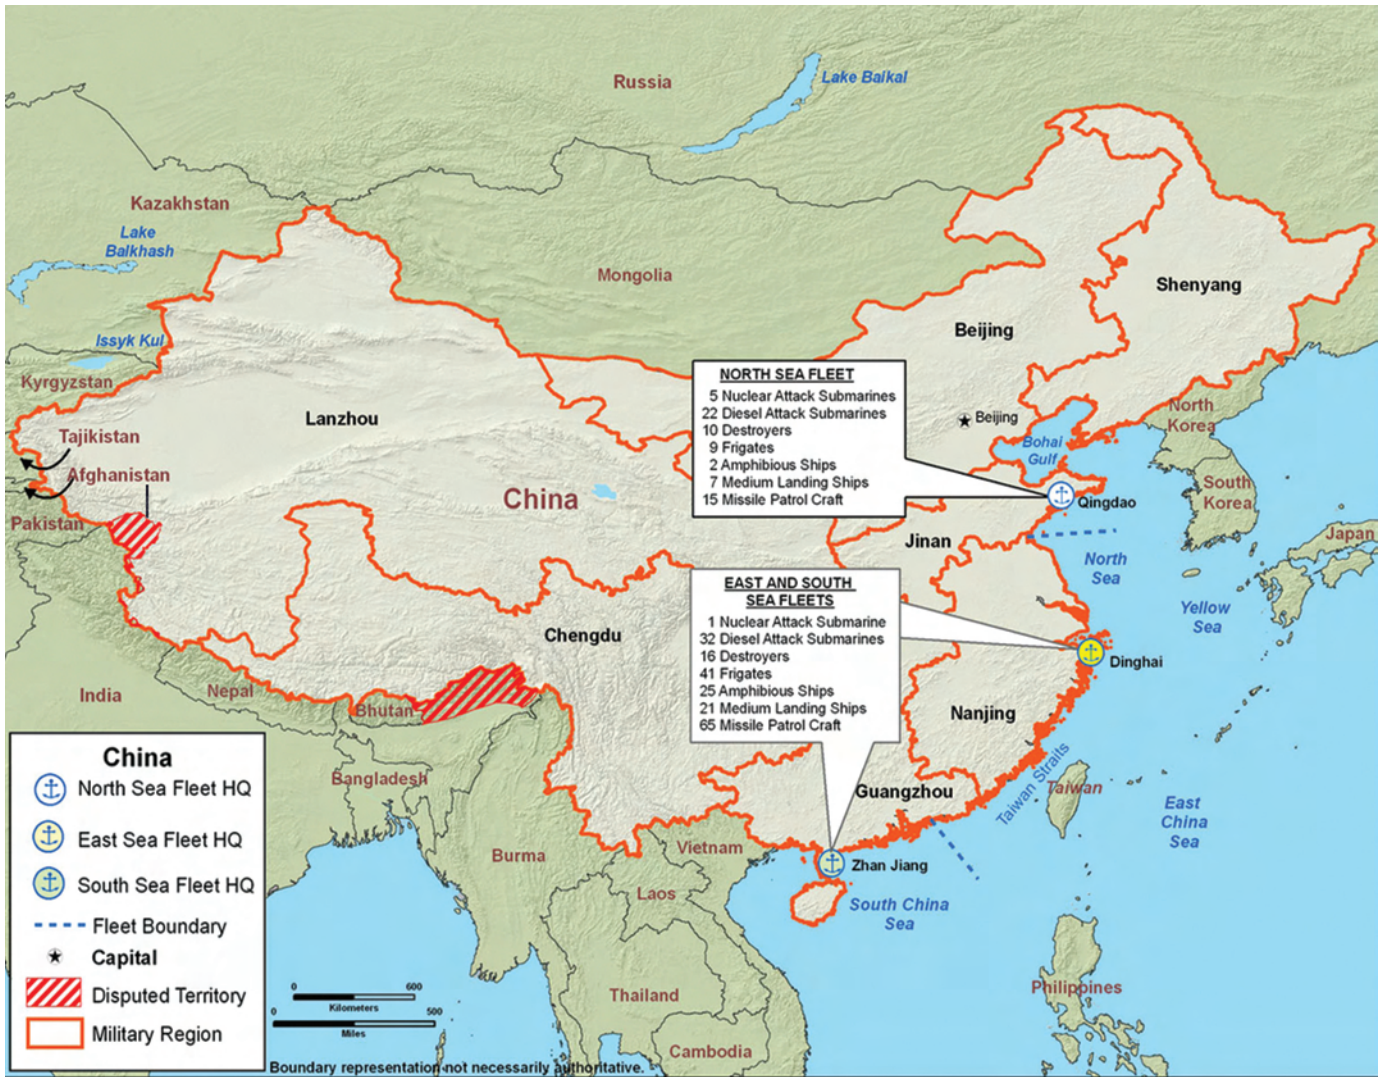 Russia
Lake Baikal
Kazakhstan
Lake
Balkhash
Mongolia
Shenyang
Beijing
Issyk Kul
Kyrgyzstan
Lanzhou
NORTH SEA FLEET
5 Nuclear Attack Submarines
22 Diesel Attack Submarines
10 Destroyers
9 Frigates
2 Amphibious Ships
7 Medium Landing Ships
15 Missile Patrol Craft
Beijing
Bohai
Gulf
North
Korea
South
Korea
Tajikistan
Afghanistan
Pakistan
China
Qingdao
Japan
Jinan
North
Sea
Yellow
Sea
EAST AND SOUTH
SEA FLEETS
1 Nuclear Attack Submarine
32 Diesel Attack Submarines
16 Destroyers
41 Frigates
25 Amphibious Ships
21 Medium Landing Ships
65 Missile Patrol Craft
Chengdu
Dinghai
India
Nepal
Bhutan
Nanjing
Bangladesh
Guangzhou
Taiwan Straits
Taiwan
East
China
Sea
Burma
Vietnam
Zhan Jiang
Laos
South China
Sea
Thailand
Philippines
Cambodia
China
North Sea Fleet HQ
East Sea Fleet HQ
South Sea Fleet HQ
Fleet Boundary
Capital
Disputed Territory
Military Region
0 600
Kilometers
0 500
Miles
Boundary representation not necessarily authoritative.